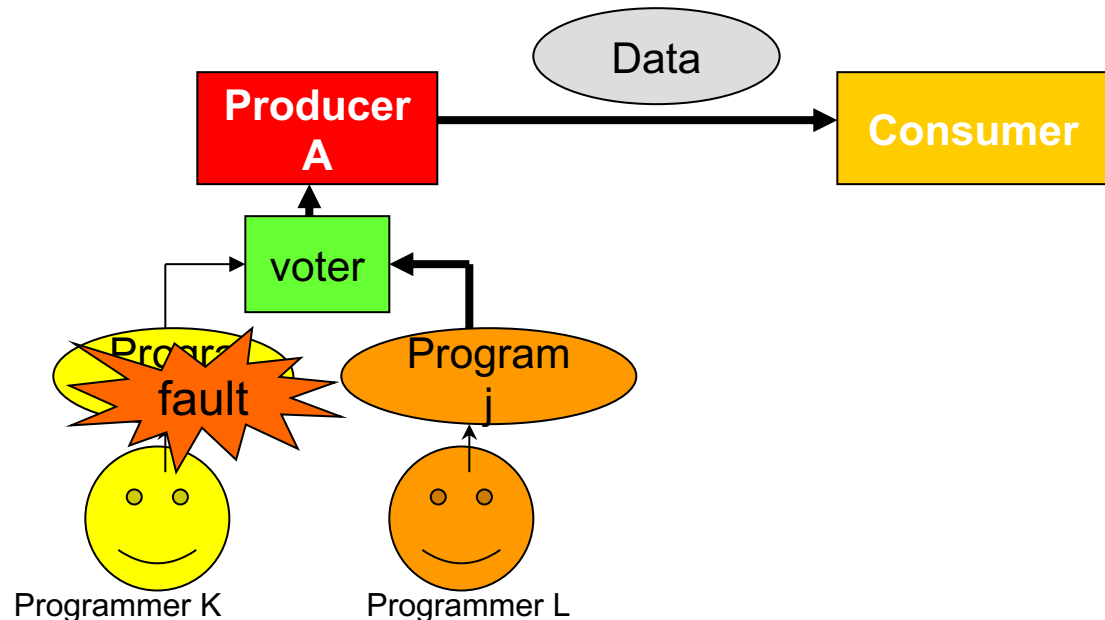 Data
Producer
A
Consumer
voter
Program
j
fault
Programmer K
Programmer L